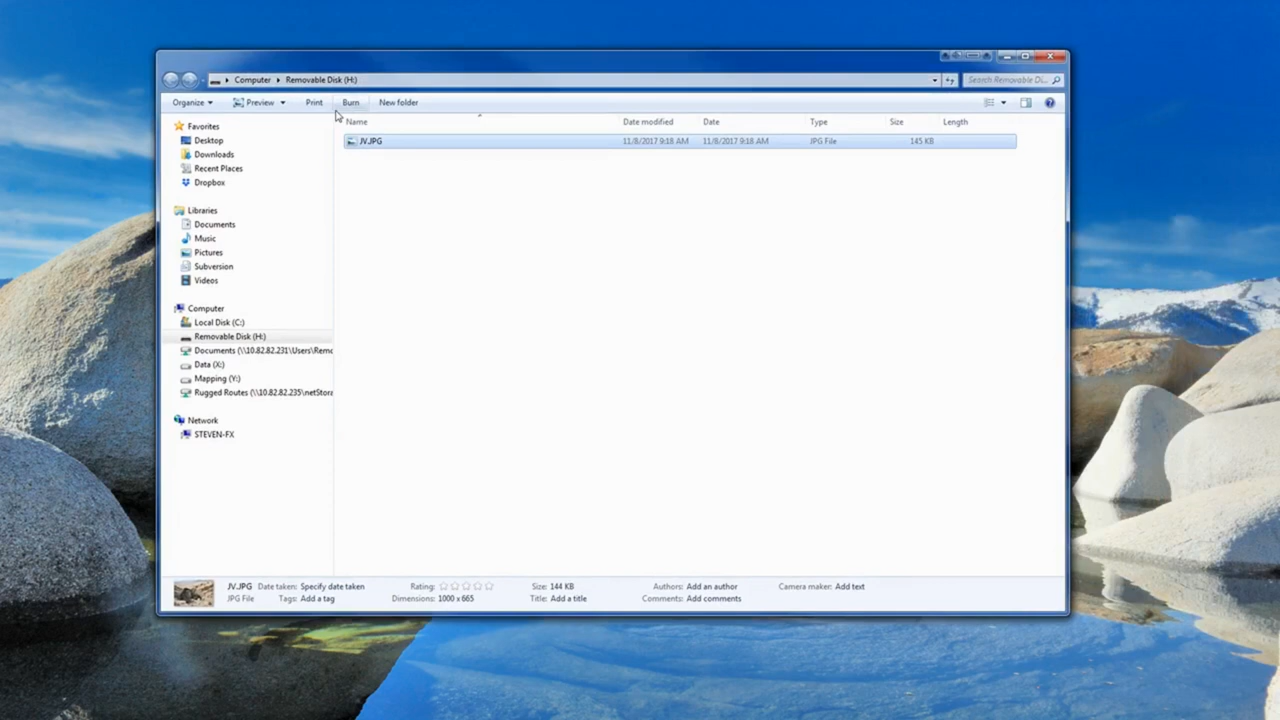 Computer Removable Disk (H:) Search Removable Di...
Organize Preview Print Burn New folder
Name Date modified Date Type Size Length
JV.JPG 11/8/2017 9:18 AM 11/8/2017 9:18 AM JPG File 145 KB
Favorites
Desktop
Downloads
Recent Places
Dropbox
Libraries
Documents
Music
Pictures
Subversion
Videos
Computer
Local Disk (C:)
Removable Disk (H:)
Documents (\\10.82.82.231\Users\Remo
Data (X:)
Mapping (Y:)
Rugged Routes (\\10.82.82.235\netStora
Network
STEVEN-FX
JV.JPG Date taken: Specify date taken Rating: Size: 144 KB Authors: Add an author Camera maker: Add text
JPG File Tags: Add a tag Dimensions: 1000 x 665 Title: Add a title Comments: Add comments